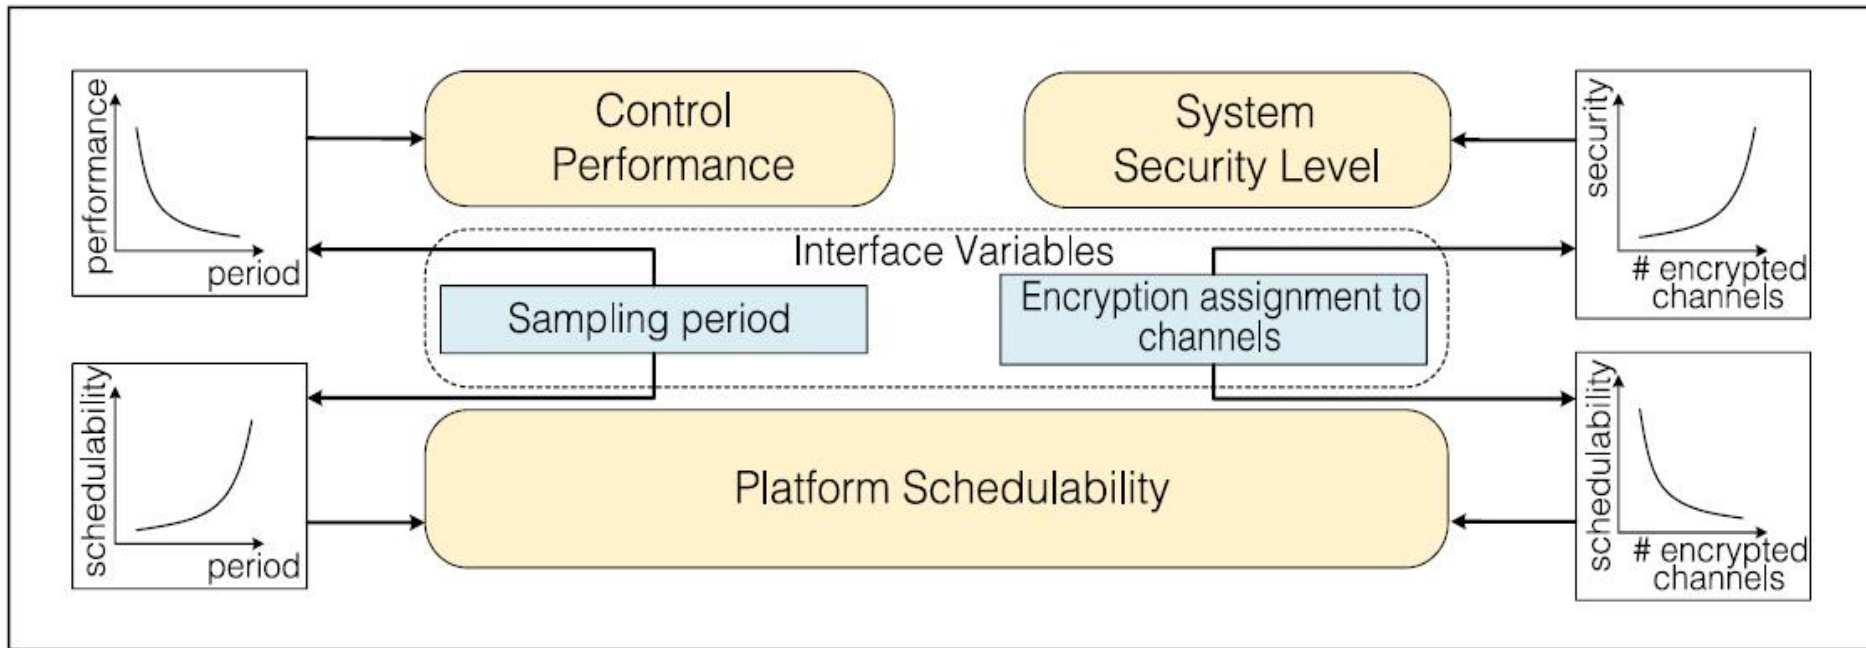 performance
period
Control
Performance
System
Security Level
security
# encrypted
channels
Interface Variables
Sampling period
Encryption assignment to
channels
schedulability
period
Platform Schedulability
schedulability
# encrypted
channels